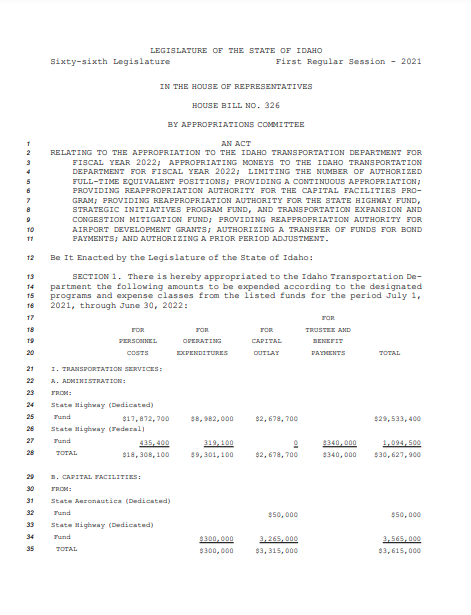 LEGISLATURE OF THE STATE OF IDAHO
Sixty-sixth Legislature First Regular Session - 2021
IN THE HOUSE OF REPRESENTATIVES
HOUSE BILL NO. 326
BY APPROPRIATIONS COMMITTEE
1 AN ACT
2 RELATING TO THE APPROPRIATION TO THE IDAHO TRANSPORTATION DEPARTMENT FOR
3 FISCAL YEAR 2022; APPROPRIATING MONEYS TO THE IDAHO TRANSPORTATION
4 DEPARTMENT FOR FISCAL YEAR 2022; LIMITING THE NUMBER OF AUTHORIZED
5 FULL-TIME EQUIVALENT POSITIONS; PROVIDING A CONTINUOUS APPROPRIATION;
6 PROVIDING REAPPROPRIATION AUTHORITY FOR THE CAPITAL FACILITIES PRO-
7 GRAM; PROVIDING REAPPROPRIATION AUTHORITY FOR THE STATE HIGHWAY FUND,
8 STRATEGIC INITIATIVES PROGRAM FUND, AND TRANSPORTATION EXPANSION AND
9 CONGESTION MITIGATION FUND; PROVIDING REAPPROPRIATION AUTHORITY FOR
10 AIRPORT DEVELOPMENT GRANTS; AUTHORIZING A TRANSFER OF FUNDS FOR BOND
11 PAYMENTS; AND AUTHORIZING A PRIOR PERIOD ADJUSTMENT.
12 Be It Enacted by the Legislature of the State of Idaho:
13 SECTION 1. There is hereby appropriated to the Idaho Transportation De-
14 partment the following amounts to be expended according to the designated
15 programs and expense classes from the listed funds for the period July 1,
16 2021, through June 30, 2022:
17 FOR
18 FOR FOR FOR TRUSTEE AND
19 PERSONNEL OPERATING CAPITAL BENEFIT
20 COSTS EXPENDITURES OUTLAY PAYMENTS TOTAL
21 I. TRANSPORTATION SERVICES:
22 A. ADMINISTRATION:
23 FROM:
24 State Highway (Dedicated)
25 Fund $17,872,700 $8,982,000 $2,678,700 $29,533,400
26 State Highway (Federal)
27 Fund 435,400 319,100 0 $340,000 1,094,500
28 TOTAL $18,308,100 $9,301,100 $2,678,700 $340,000 $30,627,900
29 B. CAPITAL FACILITIES:
30 FROM:
31 State Aeronautics (Dedicated)
32 Fund $50,000 $50,000
33 State Highway (Dedicated)
34 Fund $300,000 3,265,000 3,565,000
35 TOTAL $300,000 $3,315,000 $3,615,000